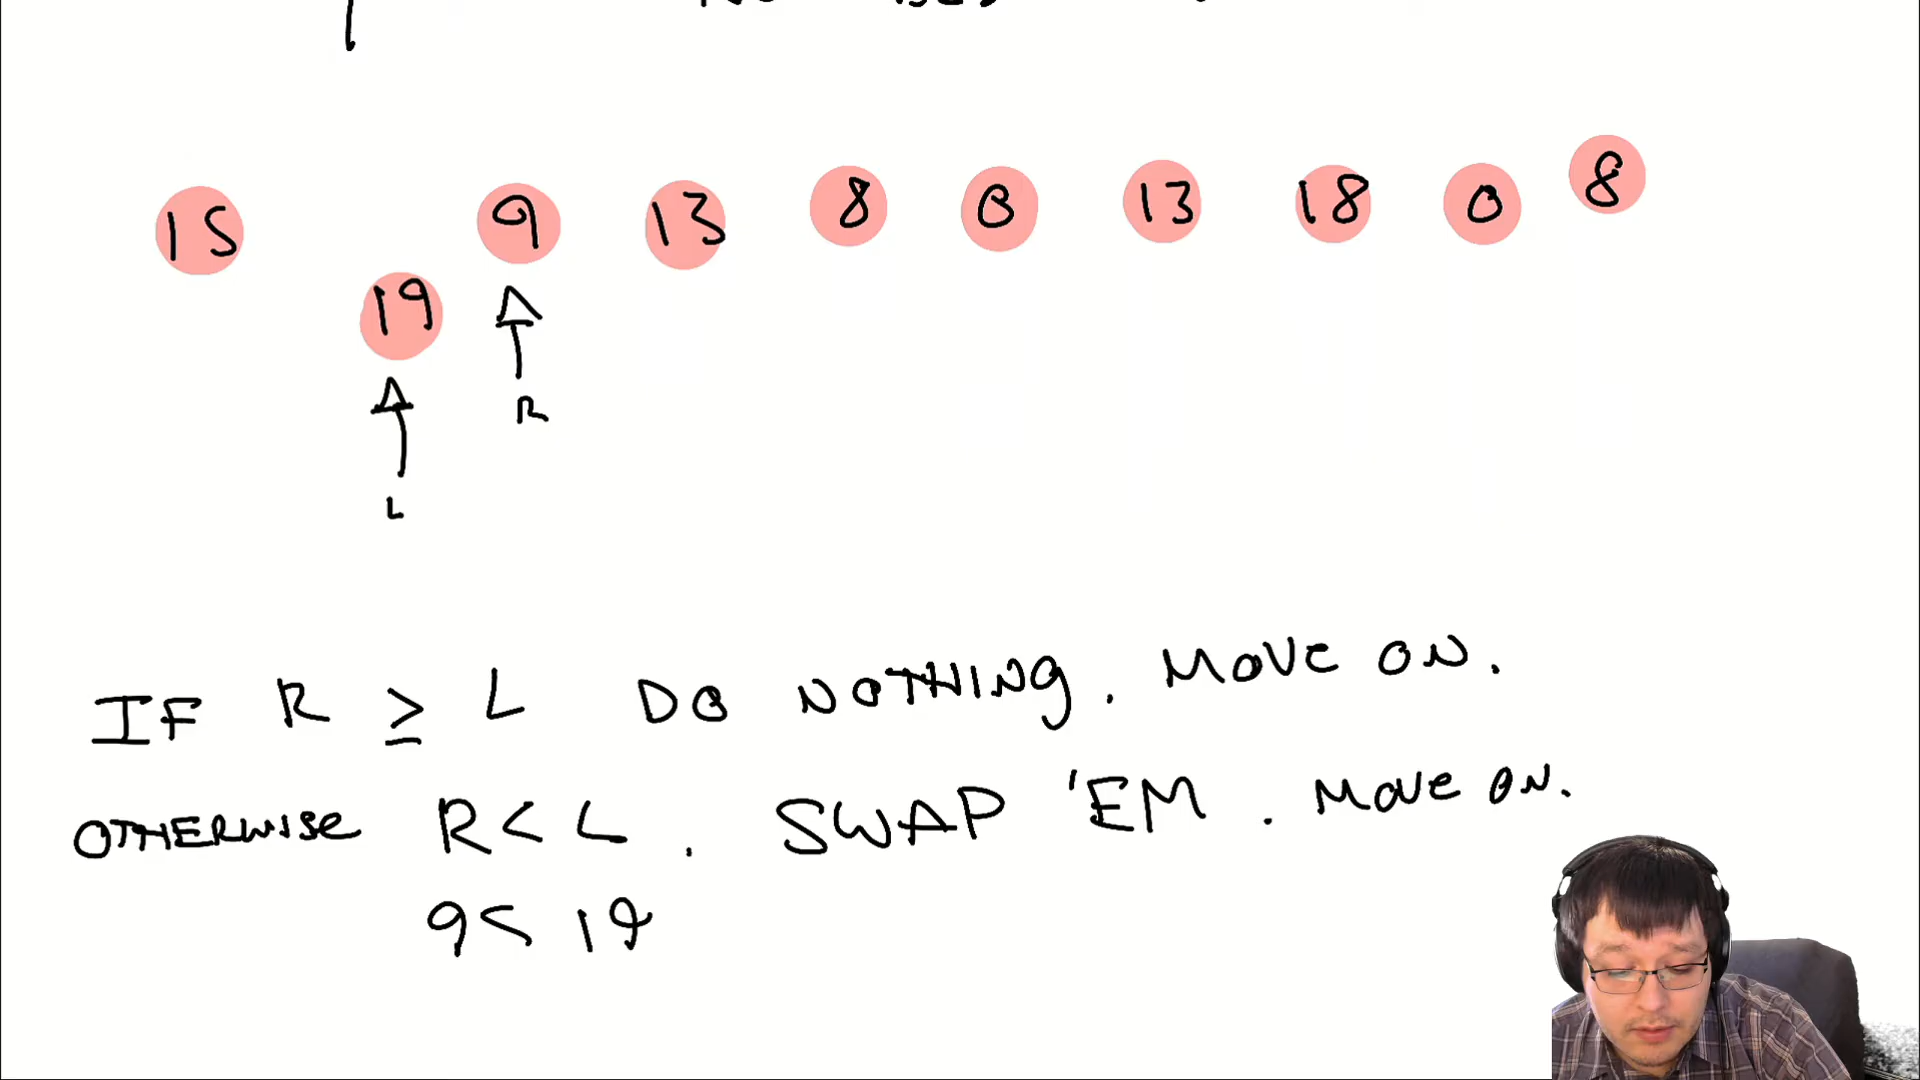 15 9 13 8 0 13 18 0 8
19
R
L
IF R ≥ L DO NOTHING. MOVE ON.
OTHERWISE R < L. SWAP 'EM. MOVE ON.
9 < 19